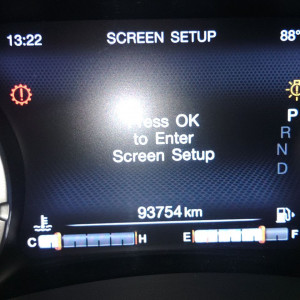 13:22 SCREEN SETUP 88°
Press OK
to Enter
Screen Setup
P
R
N
D
93754 km
C H E F